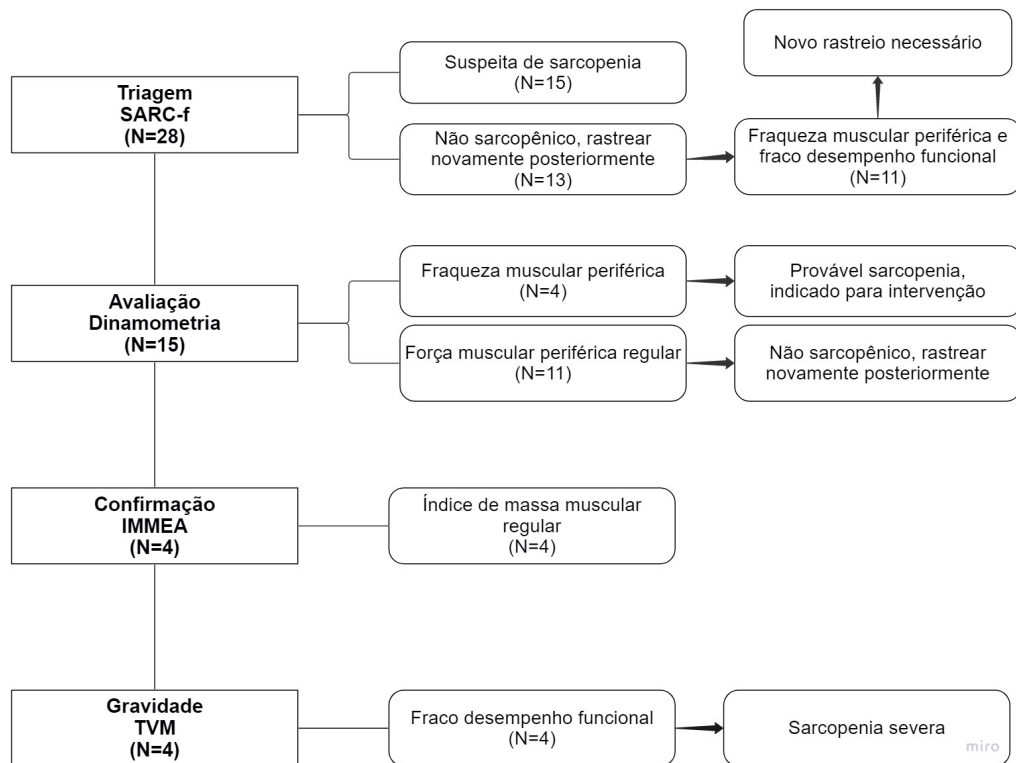 Triagem
SARC-f
(N=28)
Suspeita de sarcopenia
(N=15)
Não sarcopênico, rastrear
novamente posteriormente
(N=13)
Novo rastreio necessário
Fraqueza muscular periférica e
fraco desempenho funcional
(N=11)
Avaliação
Dinamometria
(N=15)
Fraqueza muscular periférica
(N=4)
Provável sarcopenia,
indicado para intervenção
Força muscular periférica regular
(N=11)
Não sarcopênico, rastrear
novamente posteriormente
Confirmação
IMMEA
(N=4)
Índice de massa muscular
regular
(N=4)
Gravidade
TVM
(N=4)
Fraco desempenho funcional
(N=4)
Sarcopenia severa
miro